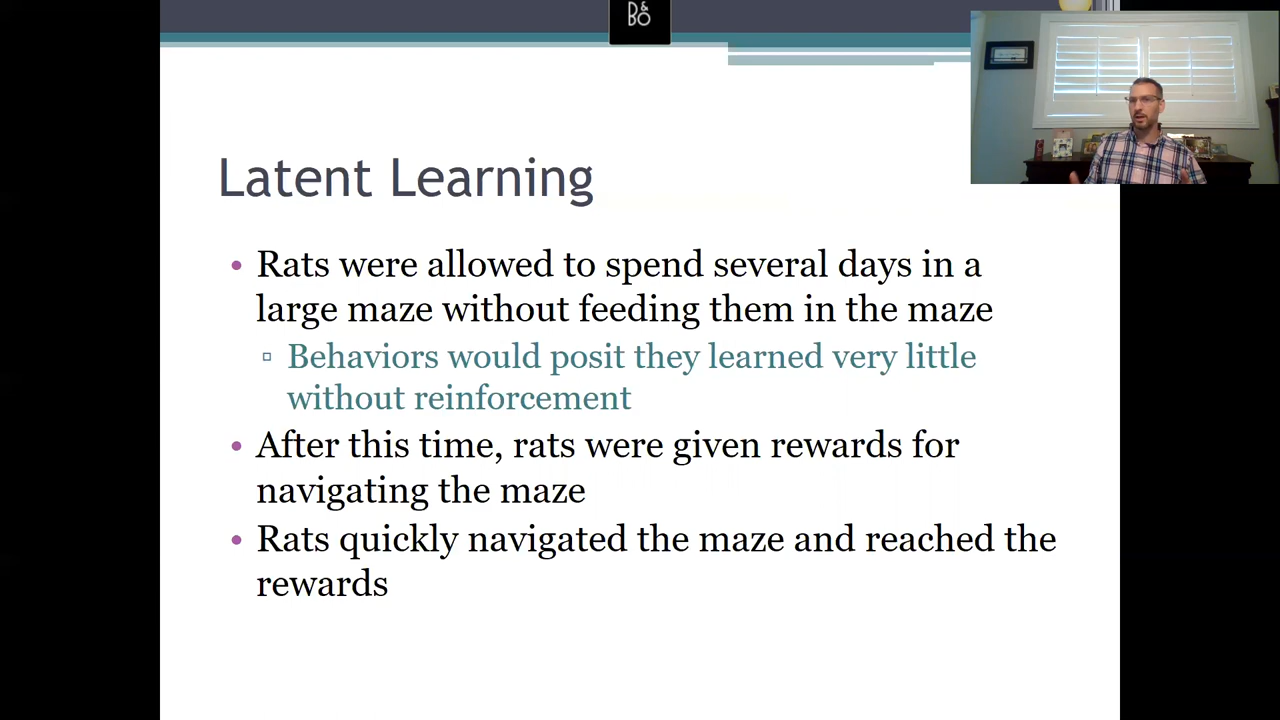 B&O
Latent Learning
• Rats were allowed to spend several days in a
large maze without feeding them in the maze
▫ Behaviors would posit they learned very little
without reinforcement
• After this time, rats were given rewards for
navigating the maze
• Rats quickly navigated the maze and reached the
rewards